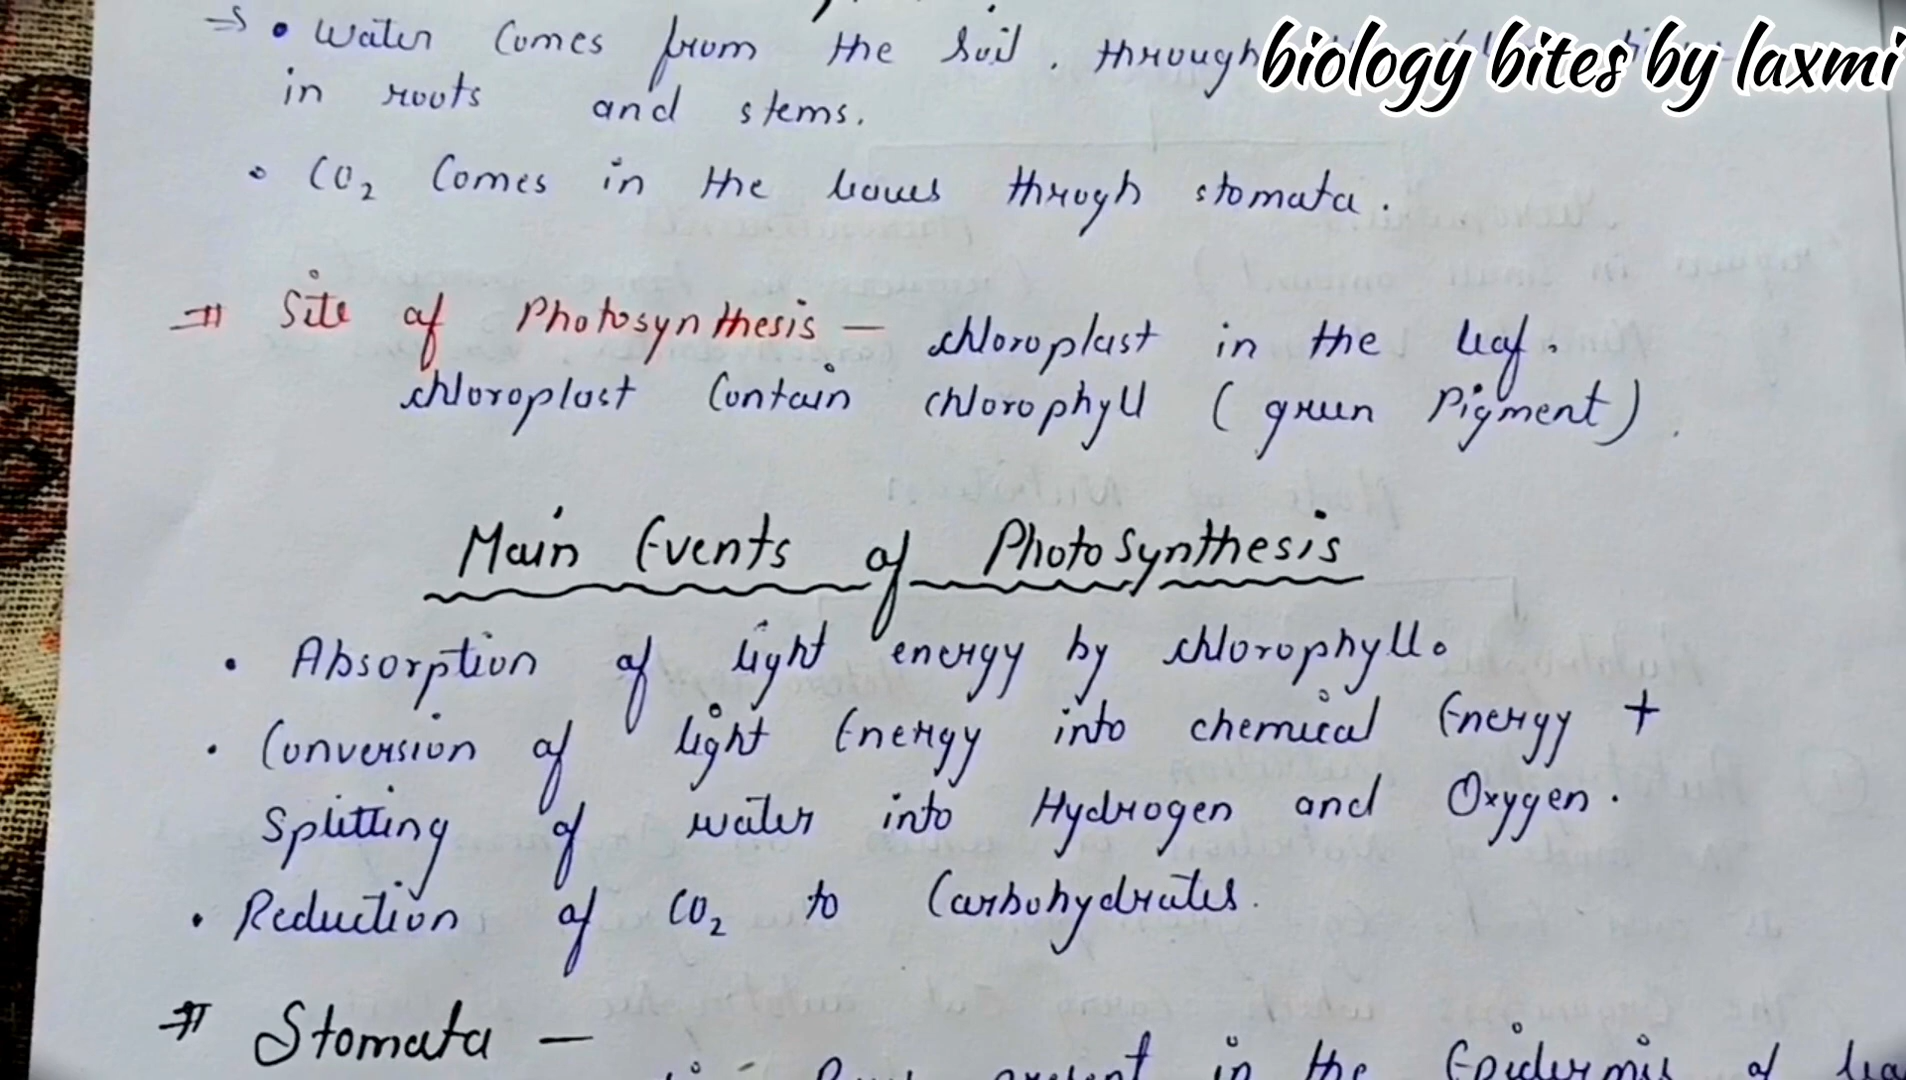 biology bites by laxmi
⇒ • Water Comes from the Soil, through
in roots and stems.
• CO₂ Comes in the leaves through stomata.
⇒ Site of Photosynthesis — chloroplast in the leaf.
chloroplast Contain chlorophyll (green Pigment).
Main Events of Photosynthesis
• Absorption of light energy by chlorophyll.
• Conversion of light Energy into chemical Energy +
Splitting of water into Hydrogen and Oxygen.
• Reduction of CO₂ to Carbohydrates.
⇒ Stomata —
present in the Epidermis of